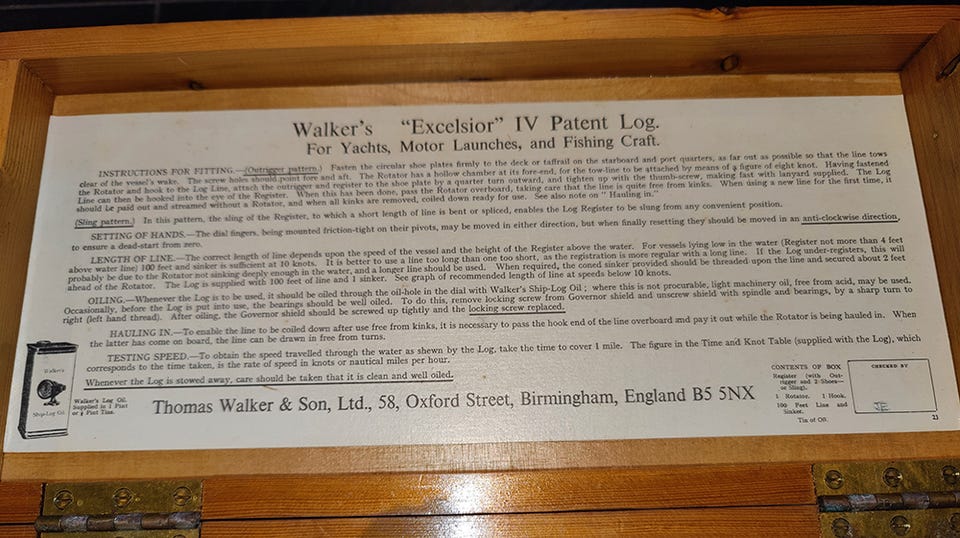 Walker's "Excelsior" IV Patent Log.
For Yachts, Motor Launches, and Fishing Craft.
INSTRUCTIONS FOR FITTING.—(Outrigger pattern.) Fasten the circular shoe plates firmly to the deck or taffrail on the starboard and port quarters, as far out as possible so that the line tows
clear of the vessel's wake. The screw holes should point fore and aft. The Rotator has a hollow chamber at its fore-end, for the tow-line to be attached by means of a figure of eight knot. Having fastened
the Rotator and hook to the Log Line, attach the outrigger and register to the shoe plate by a quarter turn outward, and tighten up with the thumb-screw, making fast with lanyard supplied. The Log
Line can then be hooked into the eye of the Register. When this has been done, pass the Rotator overboard, taking care that the line is quite free from kinks. When using a new line for the first time, it
should be paid out and streamed without a Rotator, and when all kinks are removed, coiled down ready for use. See also note on "Hauling in."
(Sling pattern.) In this pattern, the sling of the Register, to which a short length of line is bent or spliced, enables the Log Register to be slung from any convenient position.
SETTING OF HANDS.—The dial fingers, being mounted friction-tight on their pivots, may be moved in either direction, but when finally resetting they should be moved in an anti-clockwise direction,
to ensure a dead-start from zero.
LENGTH OF LINE.—The correct length of line depends upon the speed of the vessel and the height of the Register above the water. For vessels lying low in the water (Register not more than 4 feet
above water line) 100 feet and sinker is sufficient at 10 knots. It is better to use a line too long than one too short, as the registration is more regular with a long line. If the Log under-registers, this will
probably be due to the Rotator not sinking deeply enough in the water, and a longer line should be used. When required, the coned sinker provided should be threaded upon the line and secured about 2 feet
ahead of the Rotator. The Log is supplied with 100 feet of line and 1 sinker. See graph of recommended length of line at speeds below 10 knots.
OILING.—Whenever the Log is to be used, it should be oiled through the oil-hole in the dial with Walker's Ship-Log Oil; where this is not procurable, light machinery oil, free from acid, may be used.
Occasionally, before the Log is put into use, the bearings should be well oiled. To do this, remove locking screw from Governor shield and unscrew shield with spindle and bearings, by a sharp turn to
right (left hand thread). After oiling, the Governor shield should be screwed up tightly and the locking screw replaced.
HAULING IN.—To enable the line to be coiled down after use free from kinks, it is necessary to pass the hook end of the line overboard and pay it out while the Rotator is being hauled in. When
the latter has come on board, the line can be drawn in free from turns.
TESTING SPEED.—To obtain the speed travelled through the water as shewn by the Log, take the time to cover 1 mile. The figure in the Time and Knot Table (supplied with the Log), which
corresponds to the time taken, is the rate of speed in knots or nautical miles per hour.
Whenever the Log is stowed away, care should be taken that it is clean and well oiled.
Walker's
Ship-Log Oil
Walker's Log Oil.
Supplied in 1 Pint
or ½ Pint Tins.
Thomas Walker & Son, Ltd., 58, Oxford Street, Birmingham, England B5 5NX
CONTENTS OF BOX
Register (with Out-
rigger and 2 Shoes—
or Sling).
1 Rotator. 1 Hook.
100 Feet Line and
Sinker.
Tin of Oil.
CHECKED BY
JE
23